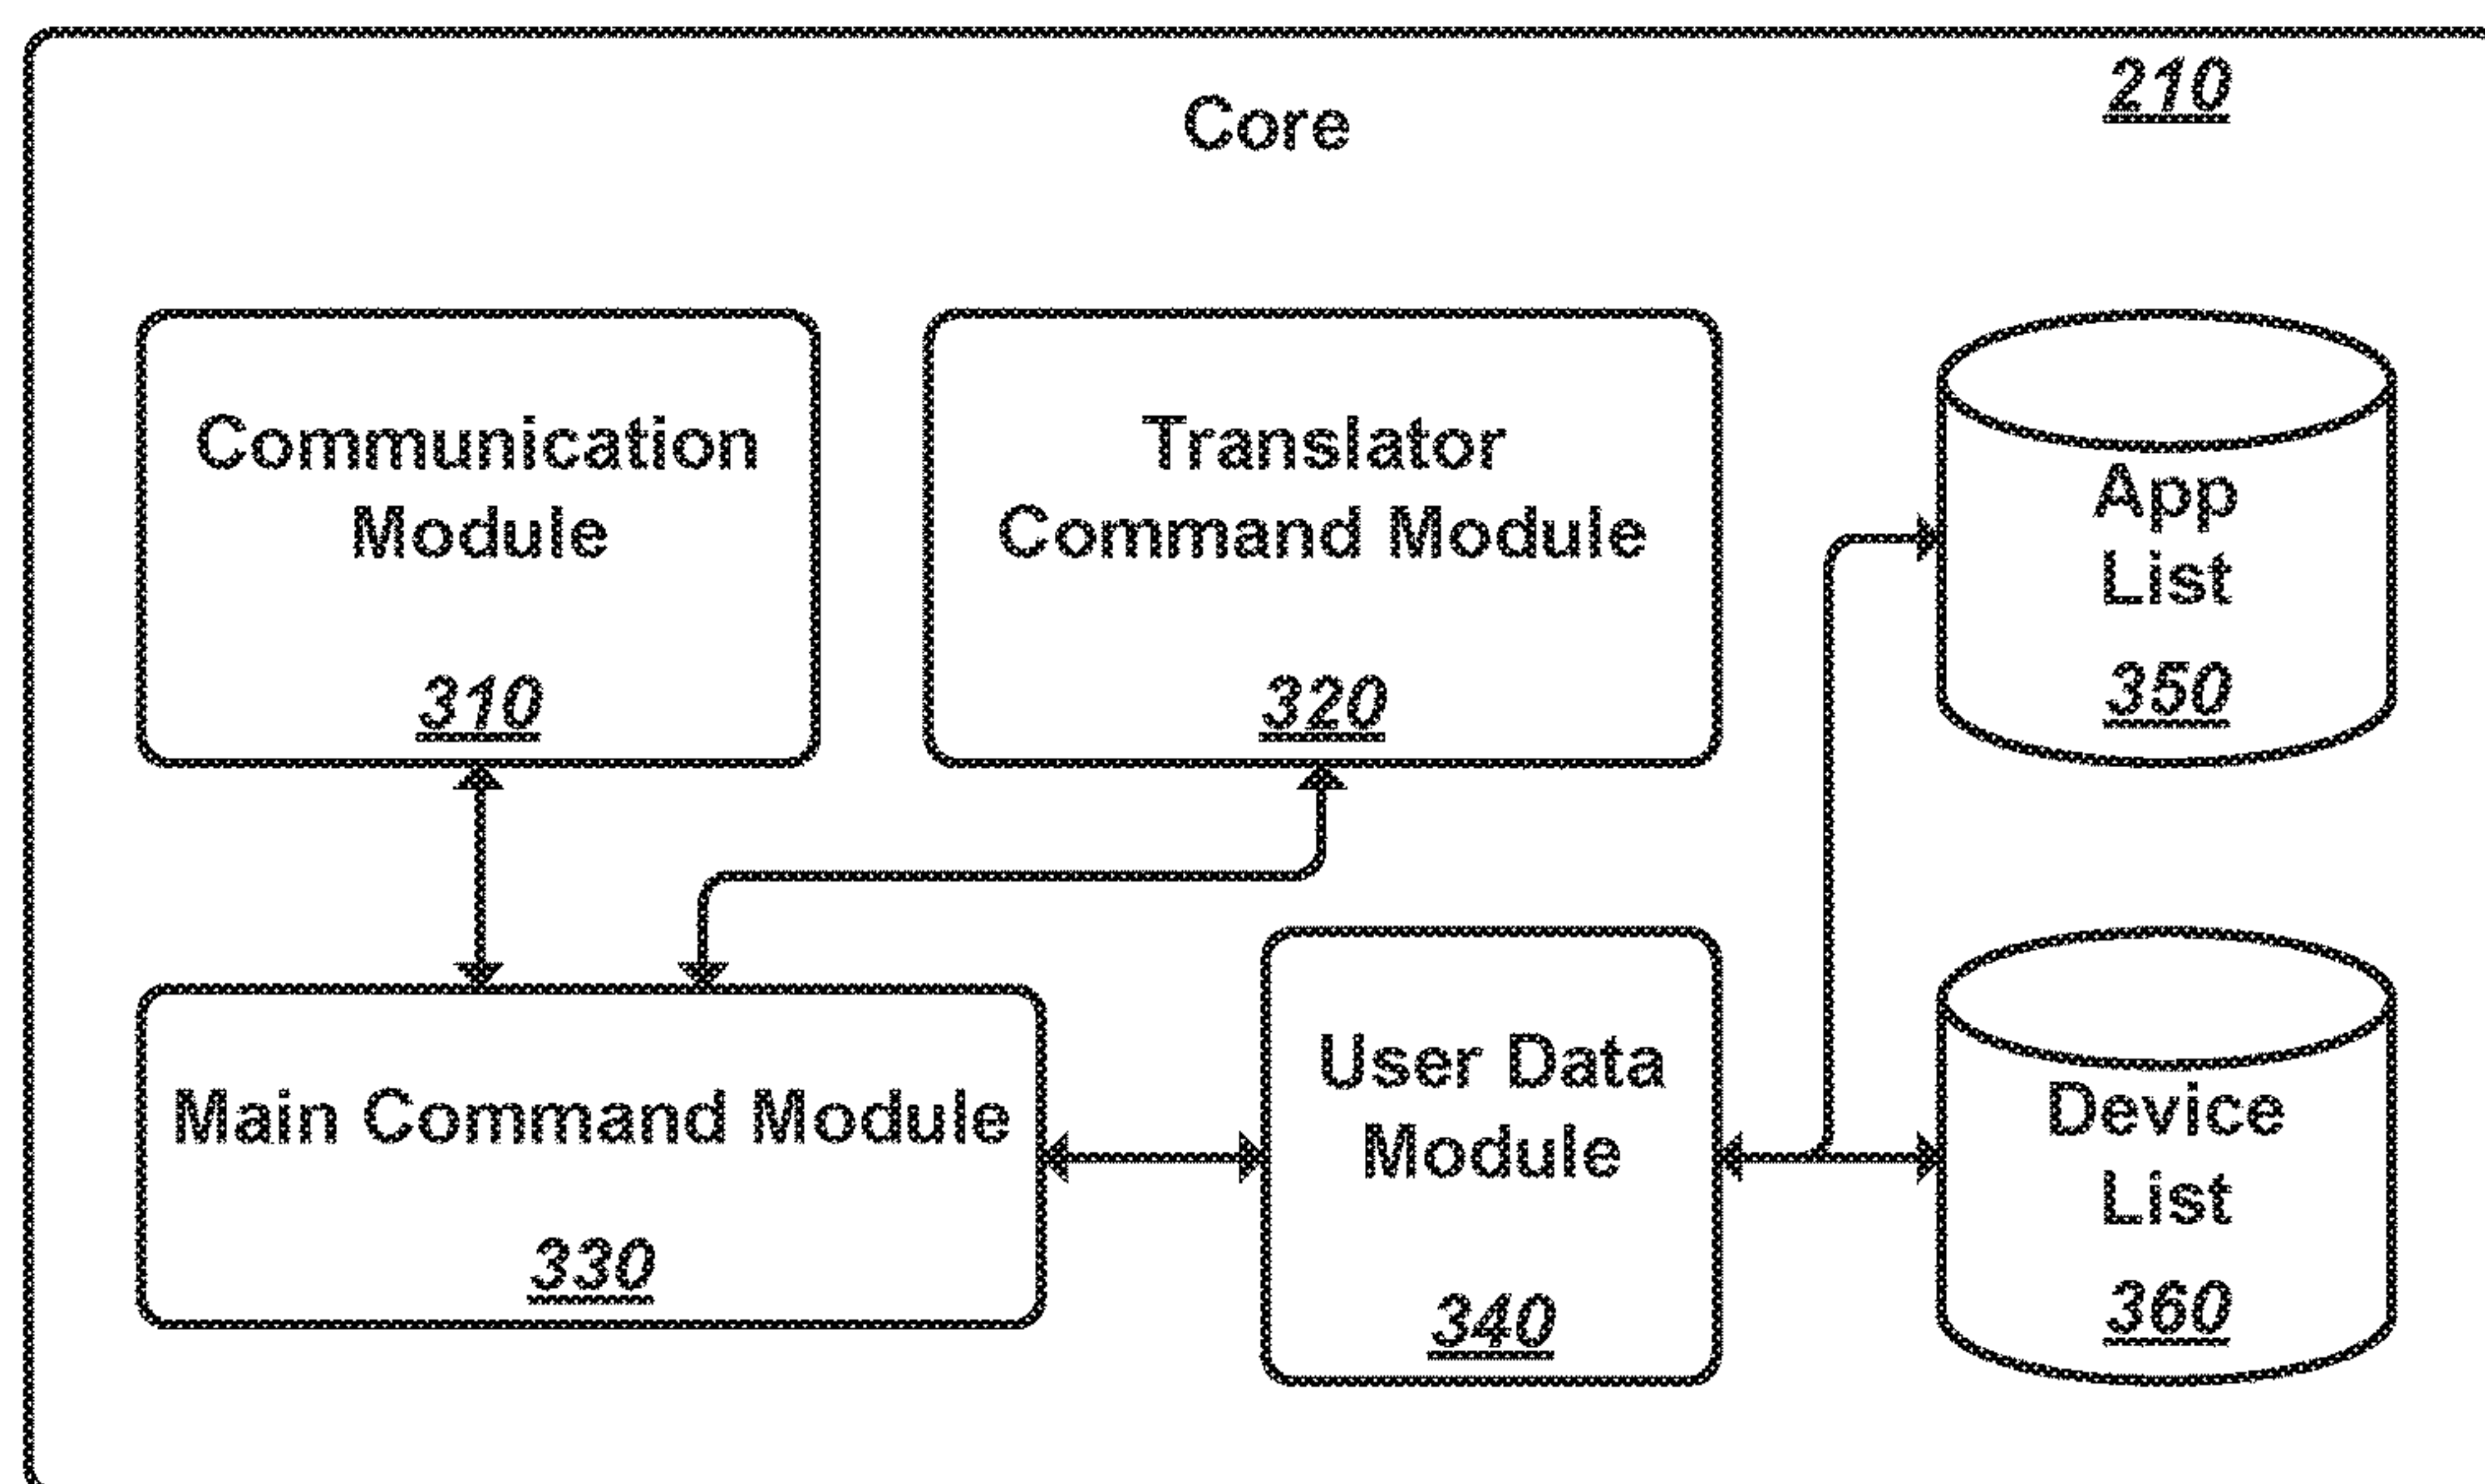 210
Core
Communication
Module
310
Translator
Command Module
320
App
List
350
Main Command Module
330
User Data
Module
340
Device
List
360